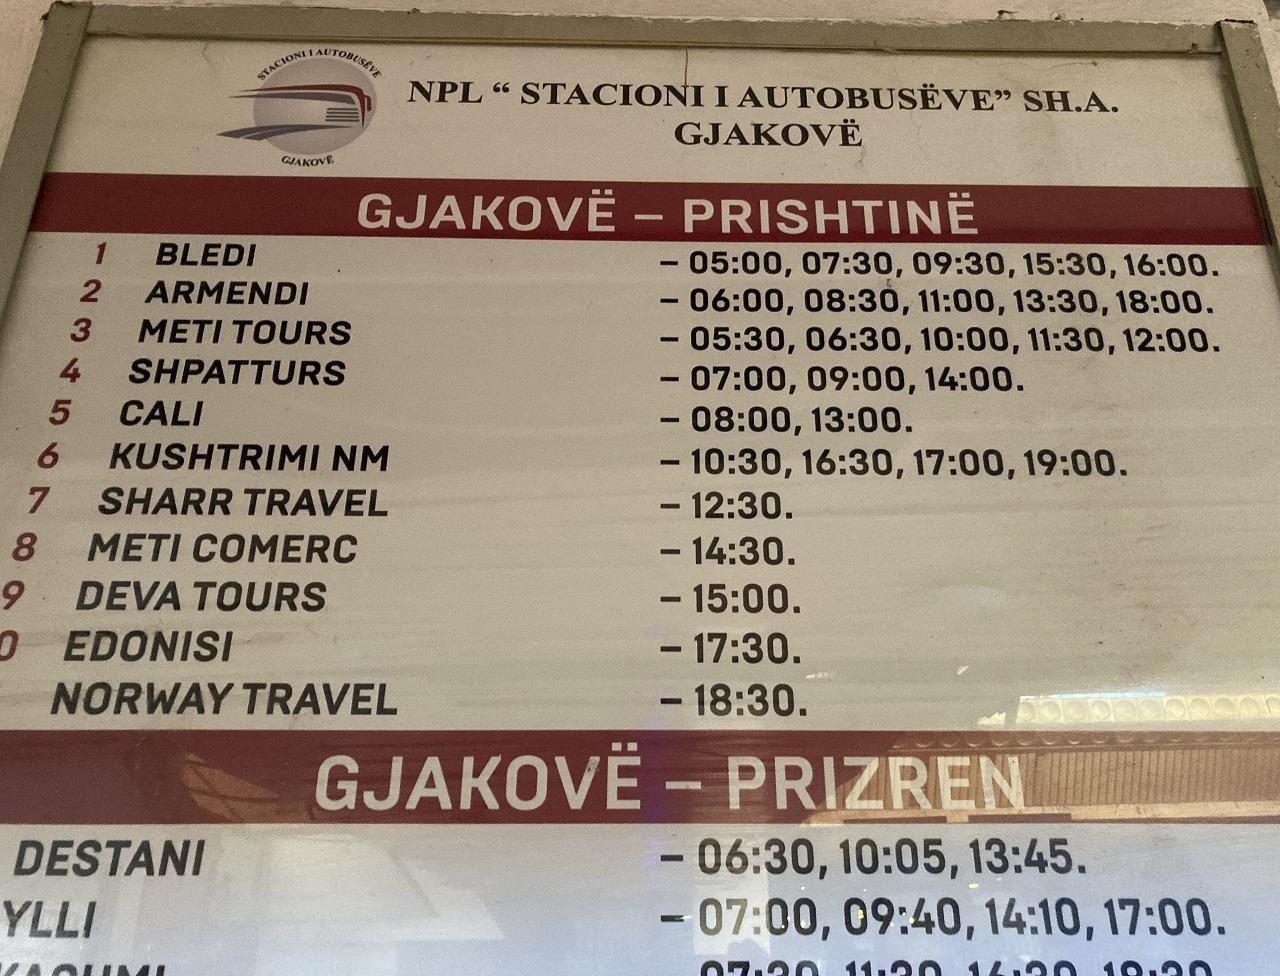 STACIONI I AUTOBUSËVE
GJAKOVË
NPL “ STACIONI I AUTOBUSËVE” SH.A.
GJAKOVË
GJAKOVË – PRISHTINË
1 BLEDI – 05:00, 07:30, 09:30, 15:30, 16:00.
2 ARMENDI – 06:00, 08:30, 11:00, 13:30, 18:00.
3 METI TOURS – 05:30, 06:30, 10:00, 11:30, 12:00.
4 SHPATTURS – 07:00, 09:00, 14:00.
5 CALI – 08:00, 13:00.
6 KUSHTRIMI NM – 10:30, 16:30, 17:00, 19:00.
7 SHARR TRAVEL – 12:30.
8 METI COMERC – 14:30.
9 DEVA TOURS – 15:00.
0 EDONISI – 17:30.
NORWAY TRAVEL – 18:30.
GJAKOVË – PRIZREN
DESTANI – 06:30, 10:05, 13:45.
YLLI – 07:00, 09:40, 14:10, 17:00.